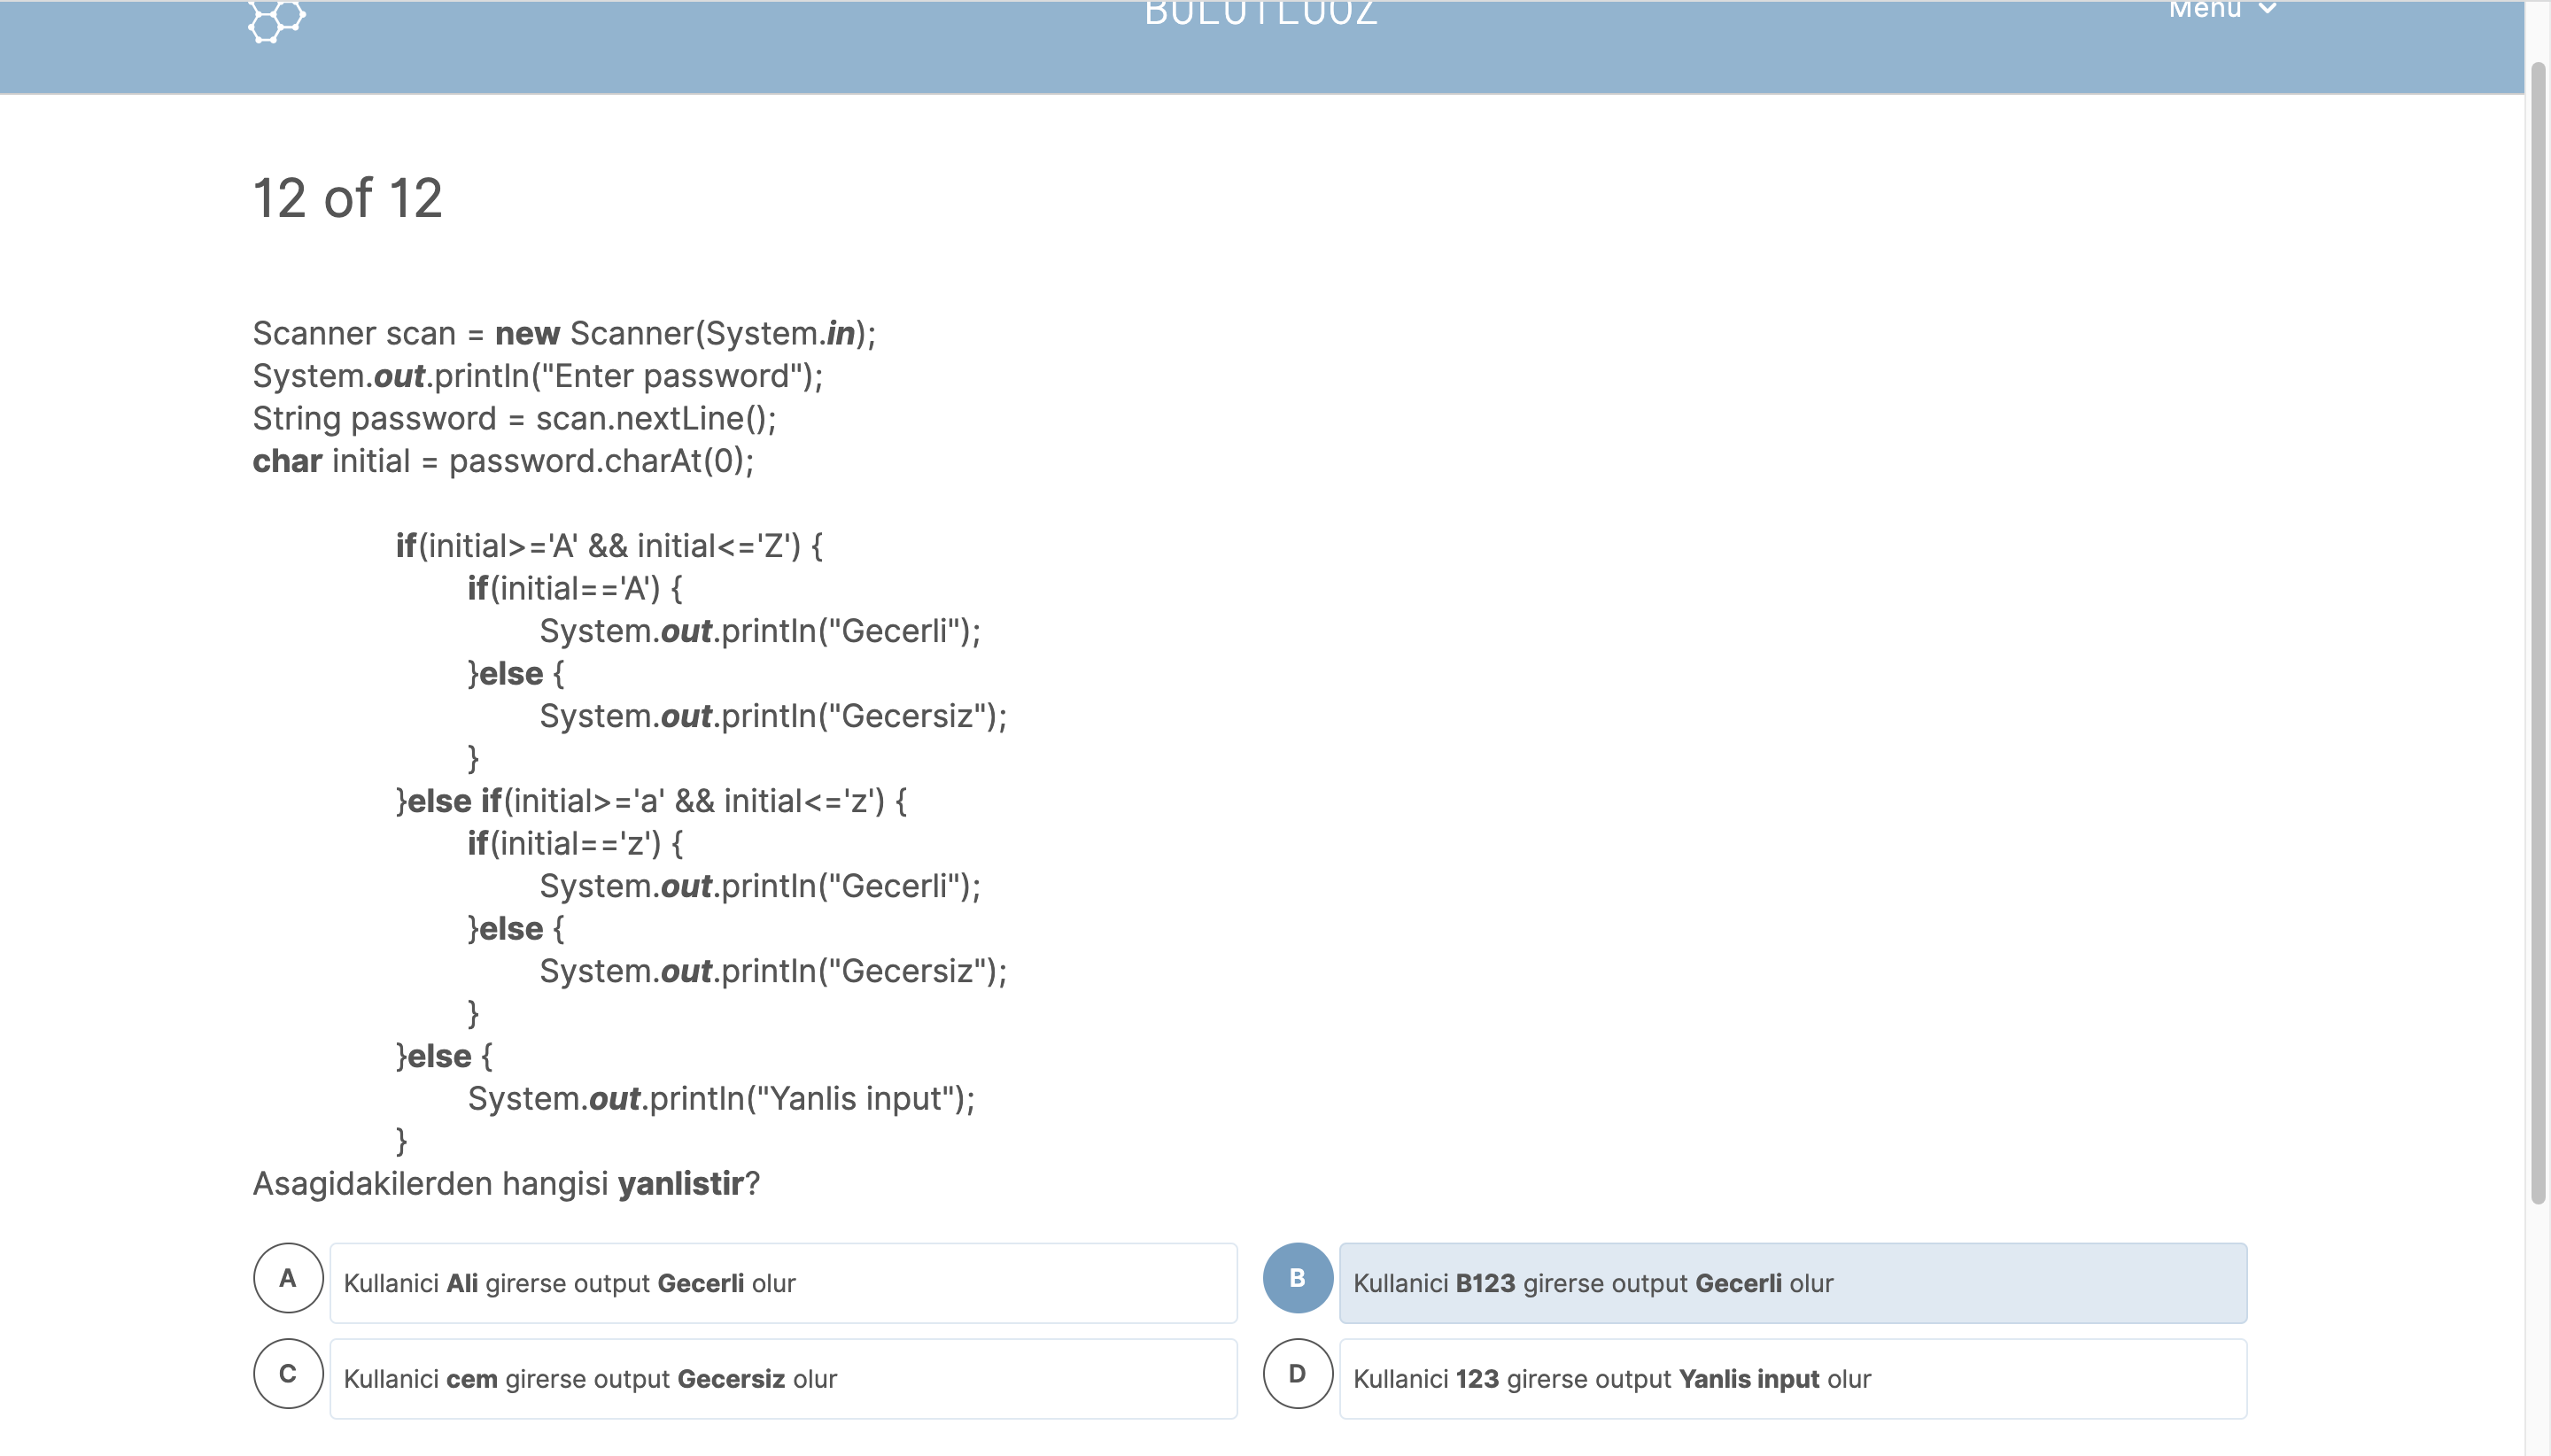 BULUTLUOZ
Menu
12 of 12
Scanner scan = new Scanner(System.in);
System.out.println("Enter password");
String password = scan.nextLine();
char initial = password.charAt(0);
if(initial>='A' && initial<='Z') {
if(initial=='A') {
System.out.println("Gecerli");
}else {
System.out.println("Gecersiz");
}
}else if(initial>='a' && initial<='z') {
if(initial=='z') {
System.out.println("Gecerli");
}else {
System.out.println("Gecersiz");
}
}else {
System.out.println("Yanlis input");
}
Asagidakilerden hangisi yanlistir?
A Kullanici Ali girerse output Gecerli olur
B Kullanici B123 girerse output Gecerli olur
C Kullanici cem girerse output Gecersiz olur
D Kullanici 123 girerse output Yanlis input olur